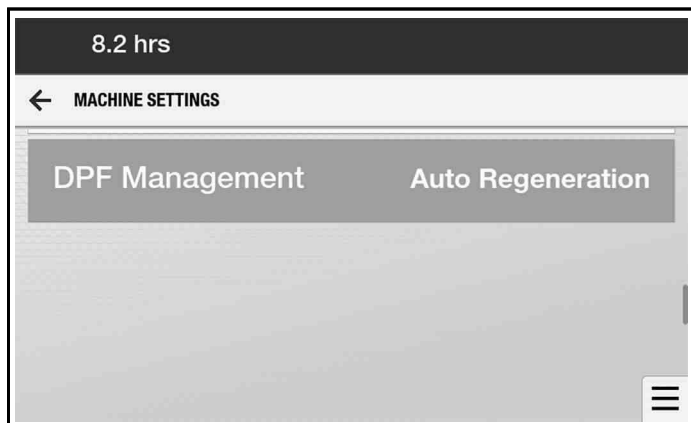 8.2 hrs
MACHINE SETTINGS
DPF Management Auto Regeneration